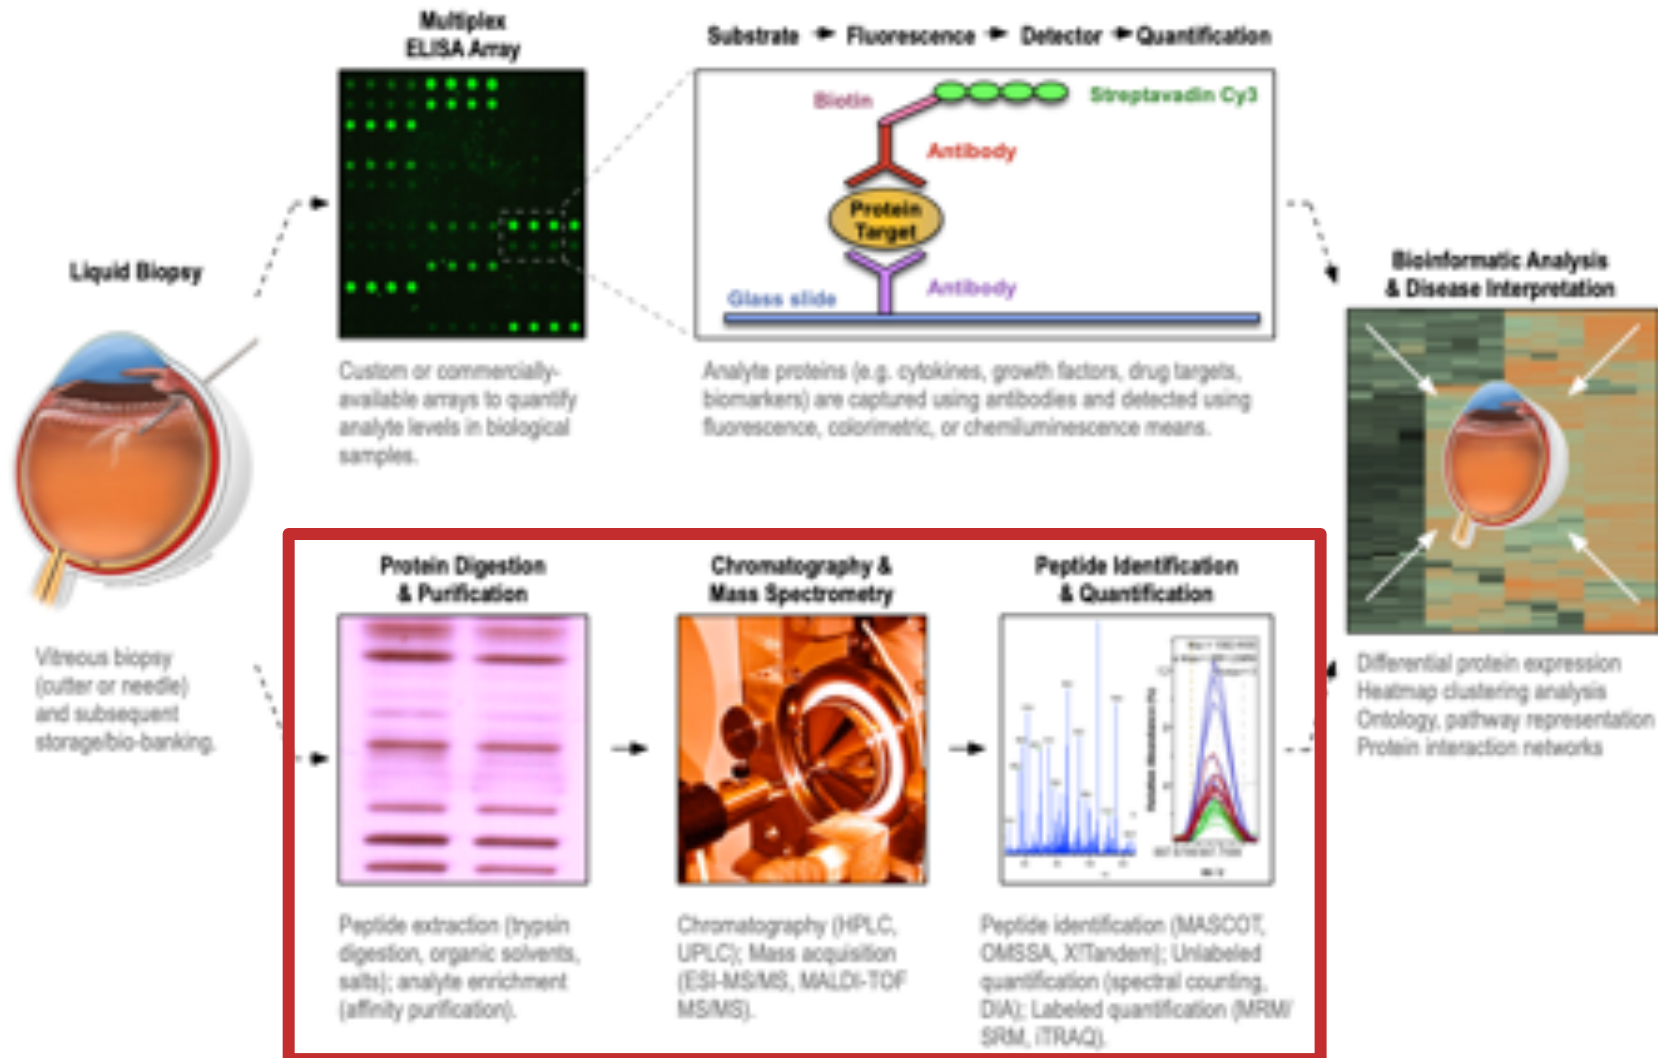 Multiplex
ELISA Array
Substrate
Fluorescence
Detector
Quantification
Biotin
Streptavadin Cy3
Antibody
Protein
Target
Antibody
Glass slide
Liquid Biopsy
Custom or commercially-
available arrays to quantify
analyte levels in biological
samples.
Analyte proteins (e.g. cytokines, growth factors, drug targets,
biomarkers) are captured using antibodies and detected using
fluorescence, colorimetric, or chemiluminescence means.
Bioinformatic Analysis
& Disease Interpretation
Vitreous biopsy
(cutter or needle)
and subsequent
storage/bio-banking.
Protein Digestion
& Purification
Chromatography &
Mass Spectrometry
Peptide Identification
& Quantification
Relative Abundance (%)
Peptide extraction (trypsin
digestion, organic solvents,
salts); analyte enrichment
(affinity purification).
Chromatography (HPLC,
UPLC); Mass acquisition
(ESI-MS/MS, MALDI-TOF
MS/MS).
Peptide identification (MASCOT,
OMSSA, X!Tandem); Unlabeled
quantification (spectral counting,
DIA); Labeled quantification (MRM/
SRM, iTRAQ).
Differential protein expression
Heatmap clustering analysis
Ontology, pathway representation
Protein interaction networks